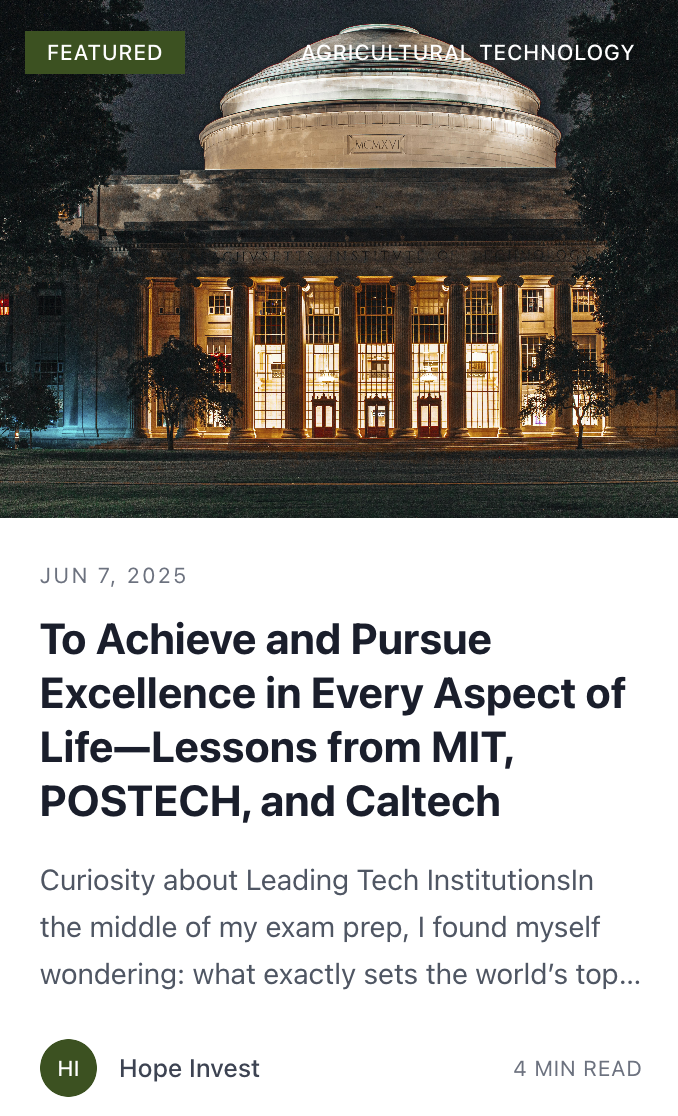 FEATURED
AGRICULTURAL TECHNOLOGY
MCMXVI
JUN 7, 2025
To Achieve and Pursue
Excellence in Every Aspect of
Life—Lessons from MIT,
POSTECH, and Caltech
Curiosity about Leading Tech InstitutionsIn
the middle of my exam prep, I found myself
wondering: what exactly sets the world’s top...
HI
Hope Invest
4 MIN READ